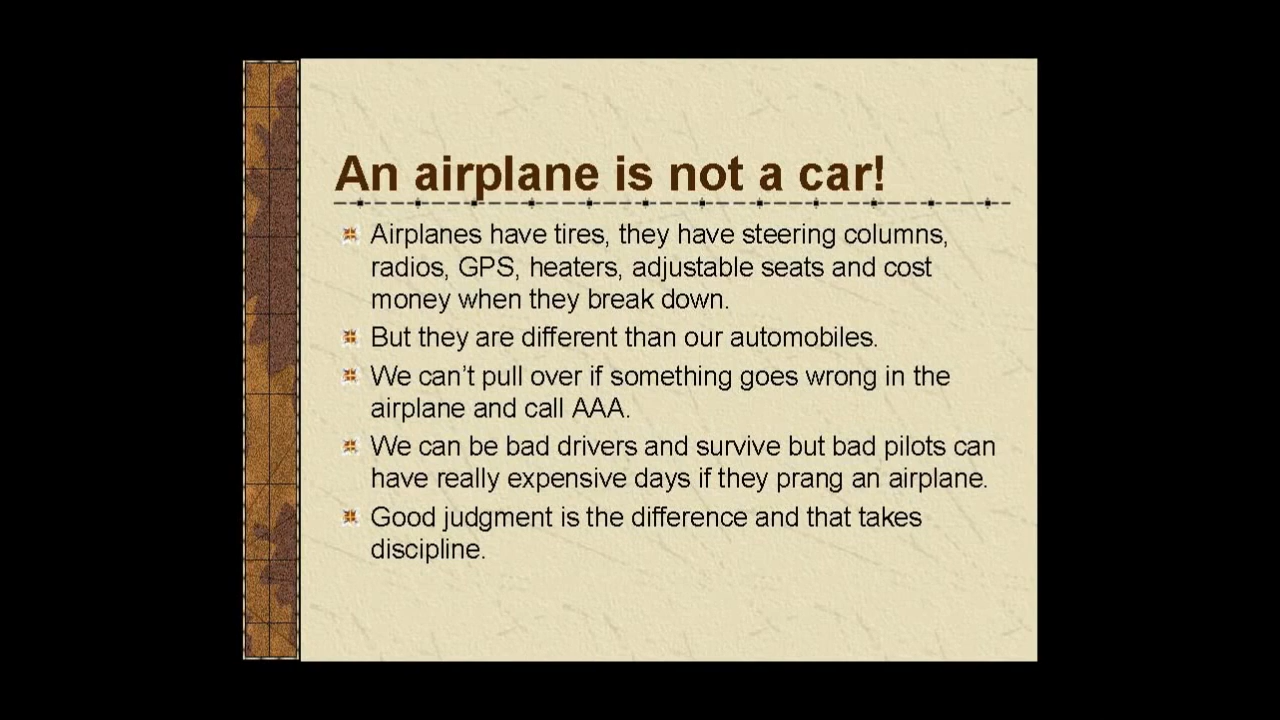 An airplane is not a car!
Airplanes have tires, they have steering columns,
radios, GPS, heaters, adjustable seats and cost
money when they break down.
But they are different than our automobiles.
We can’t pull over if something goes wrong in the
airplane and call AAA.
We can be bad drivers and survive but bad pilots can
have really expensive days if they prang an airplane.
Good judgment is the difference and that takes
discipline.